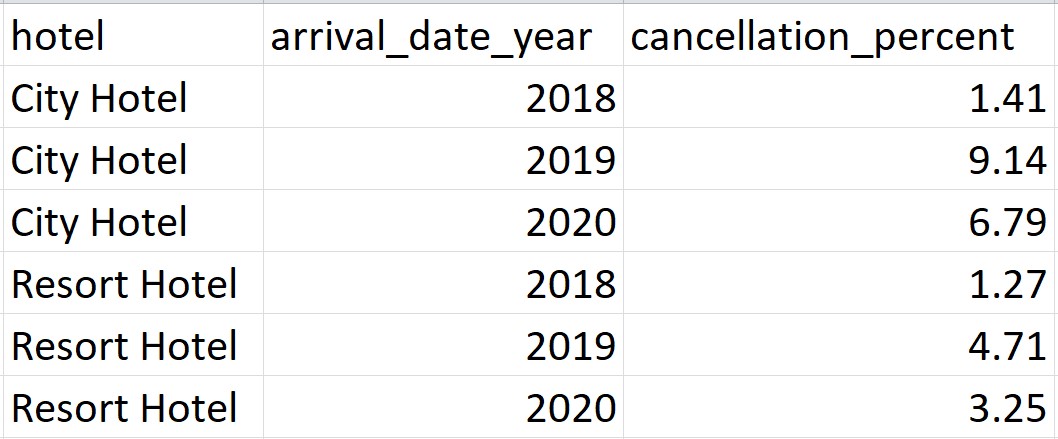 hotel arrival_date_year cancellation_percent
City Hotel 2018 1.41
City Hotel 2019 9.14
City Hotel 2020 6.79
Resort Hotel 2018 1.27
Resort Hotel 2019 4.71
Resort Hotel 2020 3.25